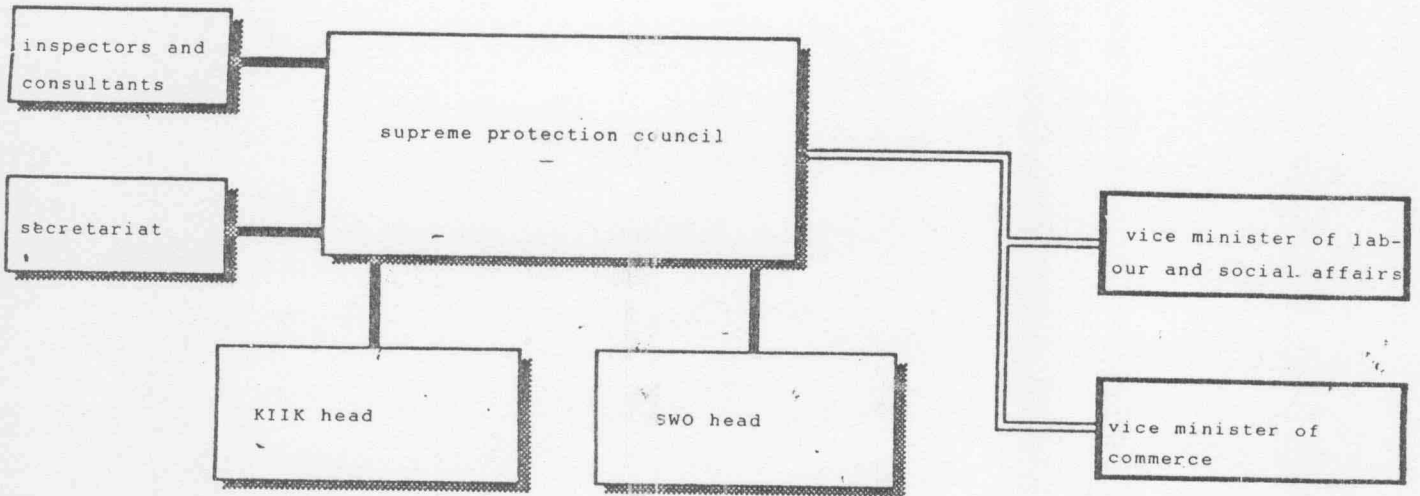 inspectors and
consultants
supreme protection council
secretariat
vice minister of lab-
our and social affairs
KIIK head
SWO head
vice minister of
commerce